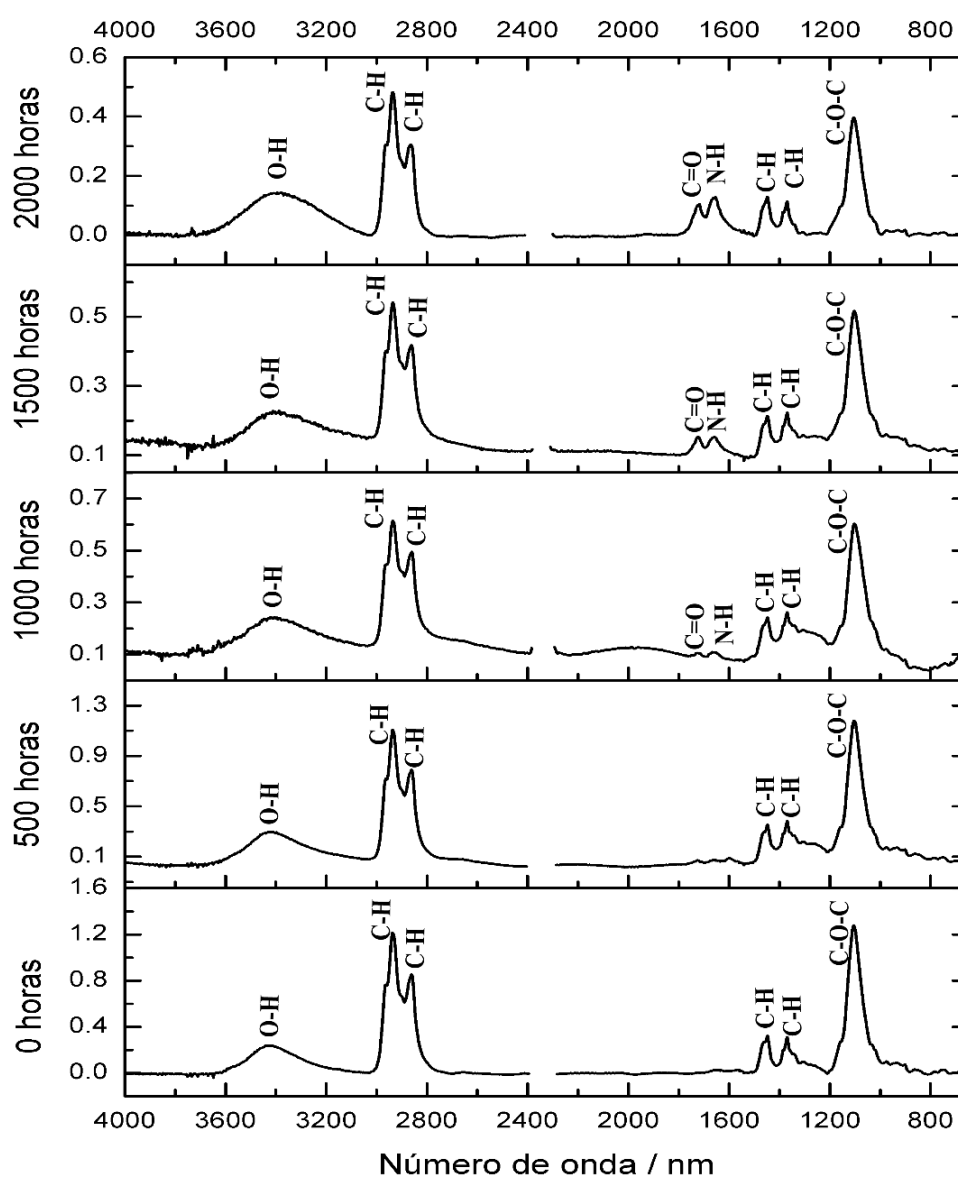 4000 3600 3200 2800 2400 2000 1600 1200 800
2000 horas
0.6
0.4
0.2
0.0
O-H
C-H
C-H
C=O
N-H
C-H
C-H
C-O-C
1500 horas
0.5
0.3
0.1
O-H
C-H
C-H
C=O
N-H
C-H
C-H
C-O-C
1000 horas
0.7
0.5
0.3
0.1
O-H
C-H
C-H
C=O
N-H
C-H
C-H
C-O-C
500 horas
1.3
0.9
0.5
0.1
O-H
C-H
C-H
C-H
C-H
C-O-C
0 horas
1.6
1.2
0.8
0.4
0.0
O-H
C-H
C-H
C-H
C-H
C-O-C
4000 3600 3200 2800 2400 2000 1600 1200 800
Número de onda / nm